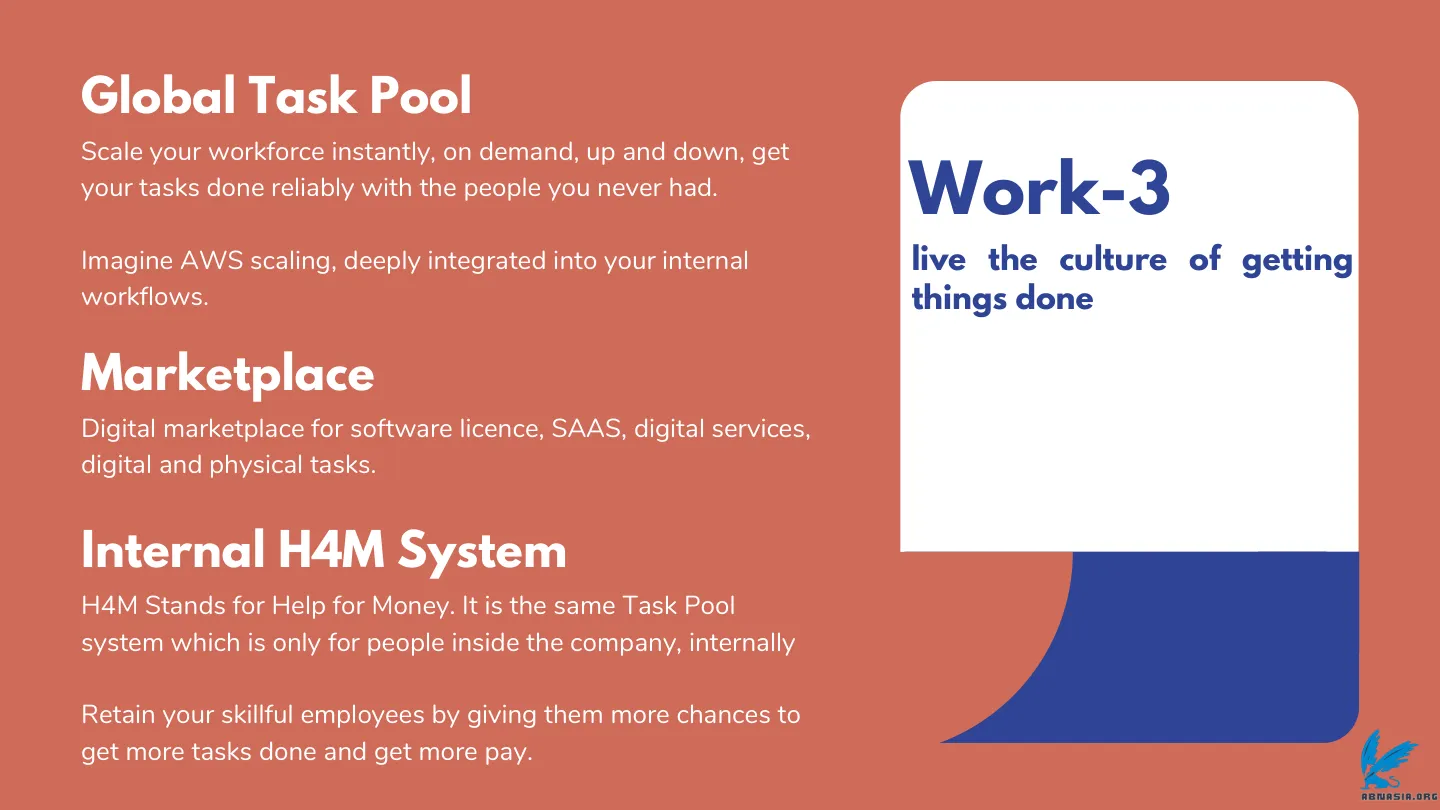 Global Task Pool
Scale your workforce instantly, on demand, up and down, get
your tasks done reliably with the people you never had.
Imagine AWS scaling, deeply integrated into your internal
workflows.
Marketplace
Digital marketplace for software licence, SAAS, digital services,
digital and physical tasks.
Internal H4M System
H4M Stands for Help for Money. It is the same Task Pool
system which is only for people inside the company, internally
Retain your skillful employees by giving them more chances to
get more tasks done and get more pay.
Work-3
live the culture of getting
things done
ABNASIA.ORG